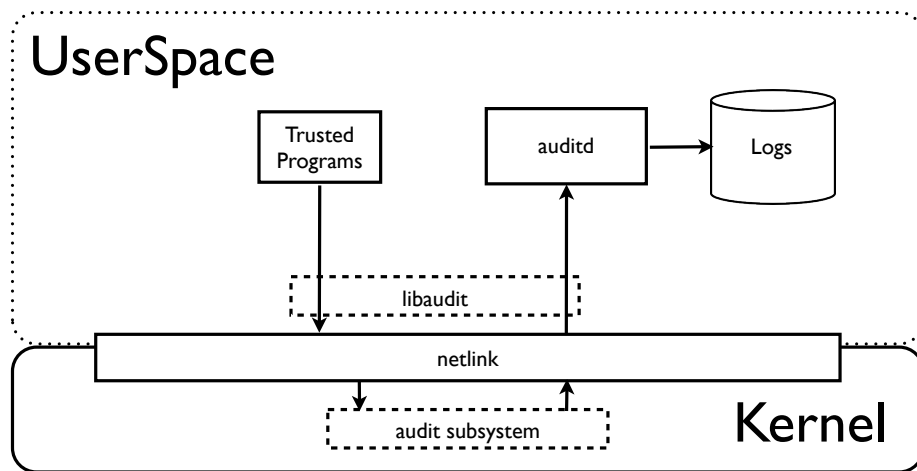 UserSpace
Trusted
Programs
auditd
Logs
libaudit
netlink
audit subsystem
Kernel